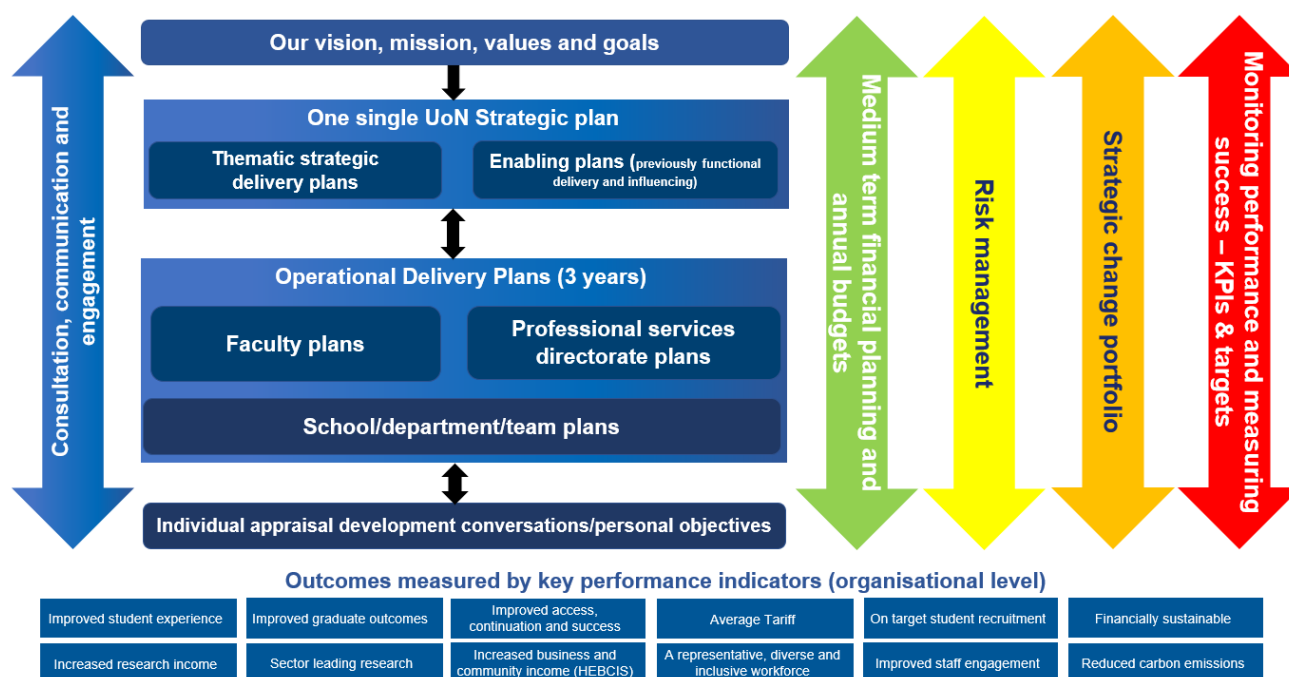 Our vision, mission, values and goals
One single UoN Strategic plan
Thematic strategic
delivery plans
Enabling plans (previously functional
delivery and influencing)
Operational Delivery Plans (3 years)
Faculty plans
Professional services
directorate plans
School/department/team plans
Individual appraisal development conversations/personal objectives
Consultation, communication and
engagement
Medium term financial planning and
annual budgets
Risk management
Strategic change portfolio
Monitoring performance and measuring
success – KPIs & targets
Outcomes measured by key performance indicators (organisational level)
Improved student experience
Improved graduate outcomes
Improved access,
continuation and success
Average Tariff
On target student recruitment
Financially sustainable
Increased research income
Sector leading research
Increased business and
community income (HEBCIS)
A representative, diverse and
inclusive workforce
Improved staff engagement
Reduced carbon emissions